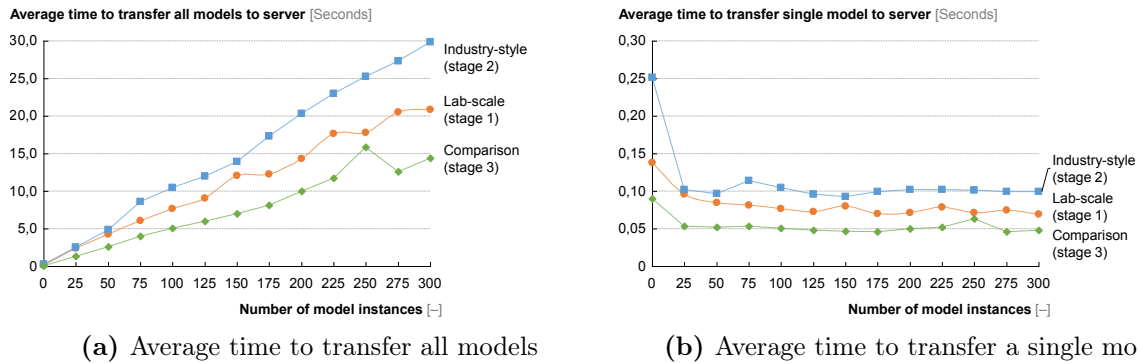 Average time to transfer all models to server [Seconds]
30,0
25,0
20,0
15,0
10,0
5,0
0
0 25 50 75 100 125 150 175 200 225 250 275 300
Industry-style
(stage 2)
Lab-scale
(stage 1)
Comparison
(stage 3)
Number of model instances [–]
(a) Average time to transfer all models
Average time to transfer single model to server [Seconds]
0,30
0,25
0,20
0,15
0,10
0,05
0
0 25 50 75 100 125 150 175 200 225 250 275 300
Industry-style
(stage 2)
Lab-scale
(stage 1)
Comparison
(stage 3)
Number of model instances [–]
(b) Average time to transfer a single mo